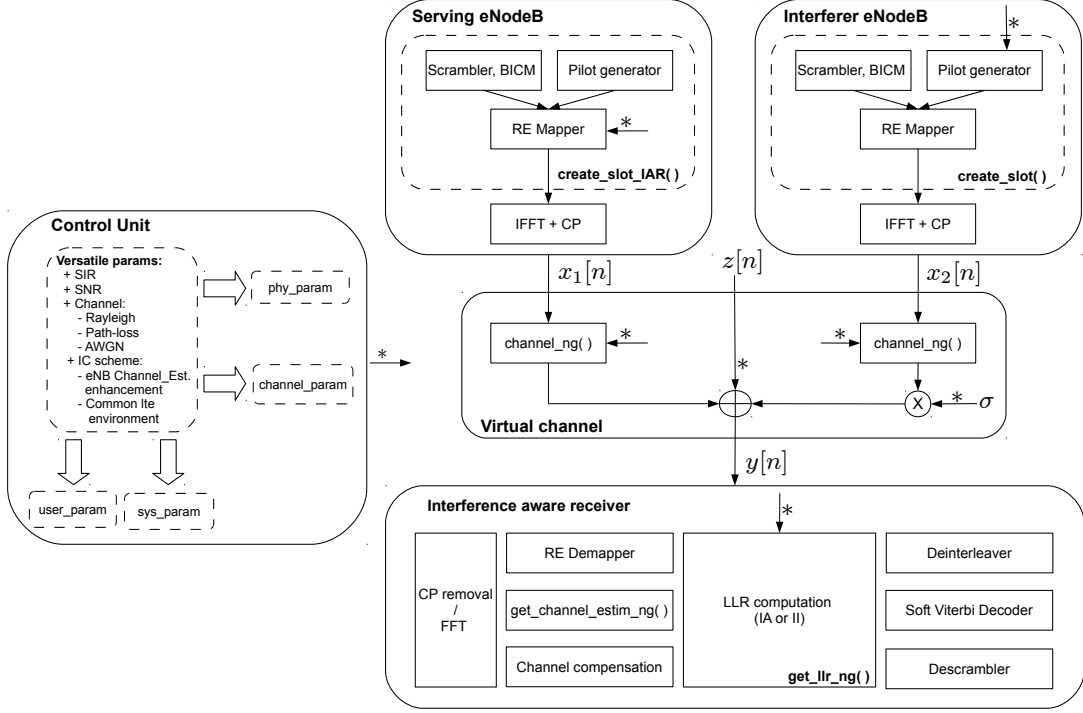 Serving eNodeB
Scrambler, BICM
Pilot generator
RE Mapper
*
create_slot_IAR( )
IFFT + CP
x₁[n]
Interferer eNodeB
*
Scrambler, BICM
Pilot generator
RE Mapper
create_slot( )
IFFT + CP
x₂[n]
z[n]
Control Unit
Versatile params:
+ SIR
+ SNR
+ Channel:
- Rayleigh
- Path-loss
- AWGN
+ IC scheme:
- eNB Channel_Est.
enhancement
- Common lte
environment
phy_param
channel_param
user_param
sys_param
*
channel_ng( )
*
*
*
channel_ng( )
X
* σ
Virtual channel
y[n]
Interference aware receiver
*
CP removal
/
FFT
RE Demapper
get_channel_estim_ng( )
Channel compensation
LLR computation
(IA or II)
get_llr_ng( )
Deinterleaver
Soft Viterbi Decoder
Descrambler